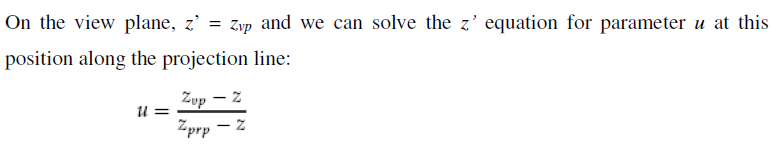 On the view plane, z’ = zvp and we can solve the z’ equation for parameter u at this
position along the projection line:
u = (zvp − z) / (zprp − z)